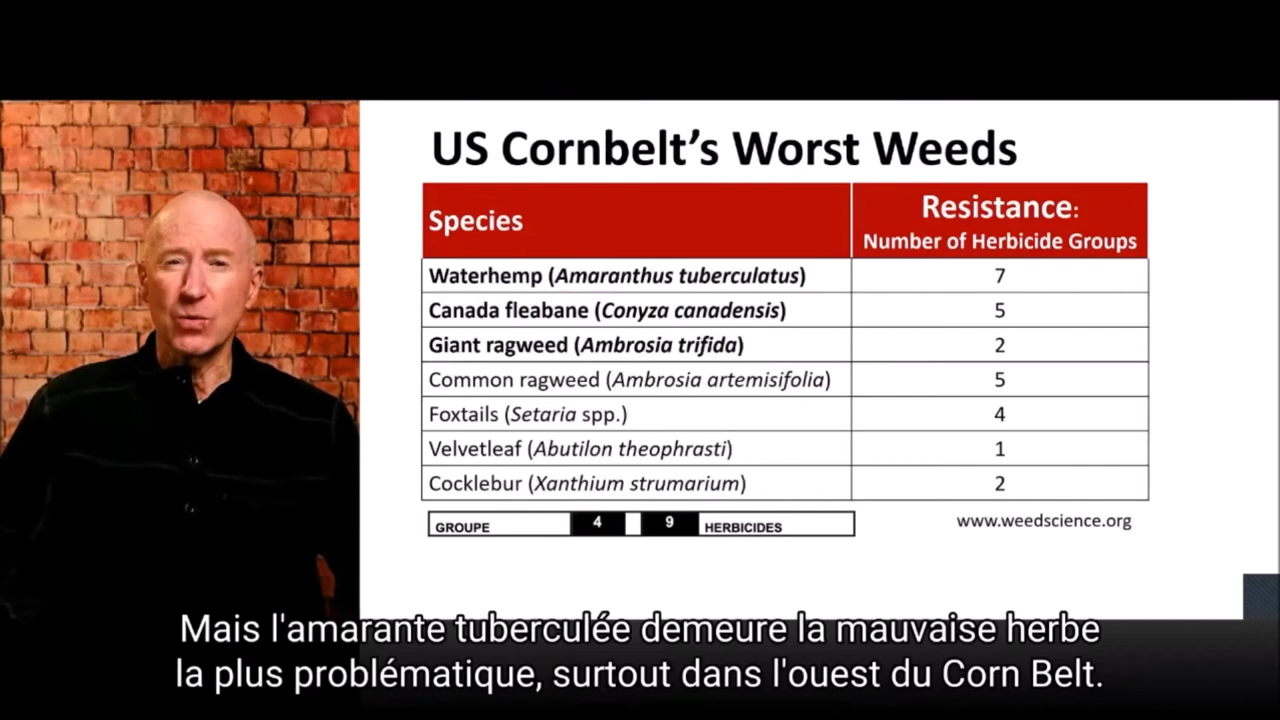 US Cornbelt's Worst Weeds
Species
Resistance:
Number of Herbicide Groups
Waterhemp (Amaranthus tuberculatus) 7
Canada fleabane (Conyza canadensis) 5
Giant ragweed (Ambrosia trifida) 2
Common ragweed (Ambrosia artemisifolia) 5
Foxtails (Setaria spp.) 4
Velvetleaf (Abutilon theophrasti) 1
Cocklebur (Xanthium strumarium) 2
GROUPE 4 9 HERBICIDES
www.weedscience.org
Mais l'amarante tuberculée demeure la mauvaise herbe
la plus problématique, surtout dans l'ouest du Corn Belt.